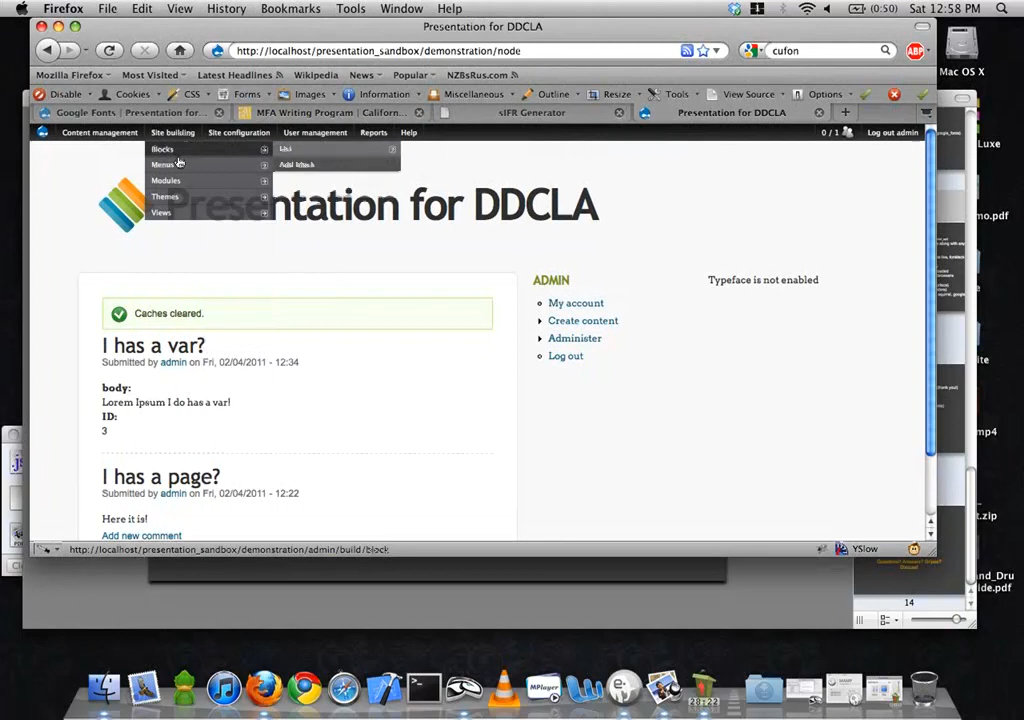 Firefox File Edit View History Bookmarks Tools Window Help (0:50) Sat 12:58 PM
Presentation for DDCLA
http://localhost/presentation_sandbox/demonstration/node cufon ABP
Mozilla Firefox Most Visited Latest Headlines Wikipedia News Popular NZBsRus.com
Disable Cookies CSS Forms Images Information Miscellaneous Outline Resize Tools View Source Options
Google Fonts | Presentation for... MFA Writing Program | Californ... sIFR Generator Presentation for DDCLA
Content management Site building Site configuration User management Reports Help 0 / 1 Log out admin
Blocks List
Menus Add block
Modules
Themes
Views
Presentation for DDCLA
Caches cleared.
I has a var?
Submitted by admin on Fri, 02/04/2011 - 12:34
body:
Lorem Ipsum I do has a var!
ID:
3
I has a page?
Submitted by admin on Fri, 02/04/2011 - 12:22
Here it is!
Add new comment
ADMIN
My account
Create content
Administer
Log out
Typeface is not enabled
http://localhost/presentation_sandbox/demonstration/admin/build/block
YSlow
14
Mac OS X
mo.pdf
Luxe
ite
mp4
t.zip
and_Dru
ide.pdf
28:22
MPlayer